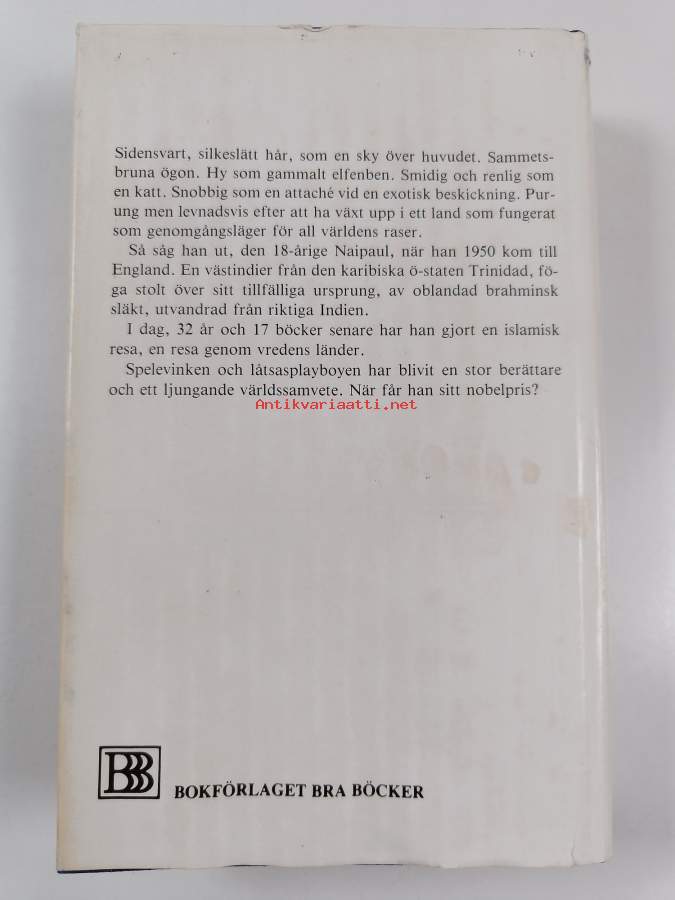 Sidensvart, silkeslätt hår, som en sky över huvudet. Sammets-
bruna ögon. Hy som gammalt elfenben. Smidig och renlig som
en katt. Snobbig som en attaché vid en exotisk beskickning. Pur-
ung men levnadsvis efter att ha växt upp i ett land som fungerat
som genomgångsläger för all världens raser.
Så såg han ut, den 18-årige Naipaul, när han 1950 kom till
England. En västindier från den karibiska ö-staten Trinidad, fö-
ga stolt över sitt tillfälliga ursprung, av oblandad brahminsk
släkt, utvandrad från riktiga Indien.
I dag, 32 år och 17 böcker senare har han gjort en islamisk
resa, en resa genom vredens länder.
Spelevinken och låtsasplayboyen har blivit en stor berättare
och ett ljungande världssamvete. När får han sitt nobelpris?
Antikvariaatti.net
BBB
BOKFÖRLAGET BRA BÖCKER